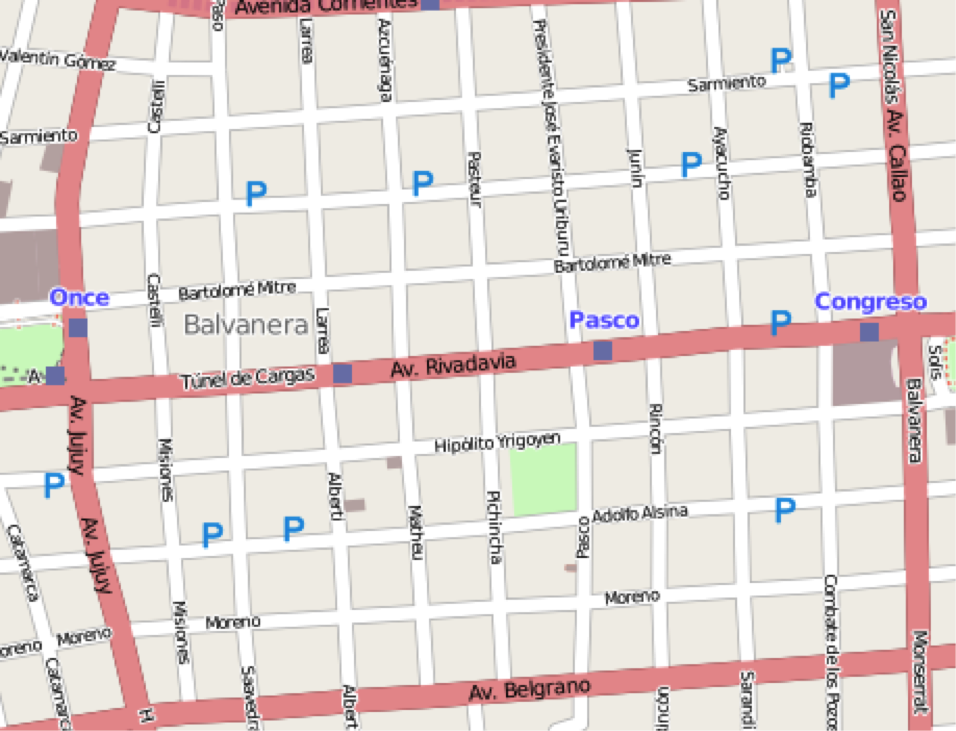 Avenida Corrientes
Paso
Larrea
Azcuénaga
Presidente José Evaristo Uriburu
San Nicolás
Av. Callao
Valentín Gómez
Castelli
P
Sarmiento
P
Sarmiento
Junín
Ayacucho
Riobamba
Pasteur
P
P
P
Bartolomé Mitre
Castelli
Bartolomé Mitre
Once
Balvanera
Larrea
Pasco
P
Congreso
Solís
A
Túnel de Cargas
Av. Rivadavia
Av. Jujuy
Balvanera
Rincón
Hipólito Yrigoyen
Misiones
P
Alberti
Matheu
Pichincha
Adolfo Alsina
P
Pasco
P
P
Catamarca
Av. Jujuy
Moreno
Combate de los Pozos
Misiones
Moreno
Moreno
oreno
Catamarca
Saavedra
Albert
Av. Belgrano
incon
Sarandí
Monserrat
H